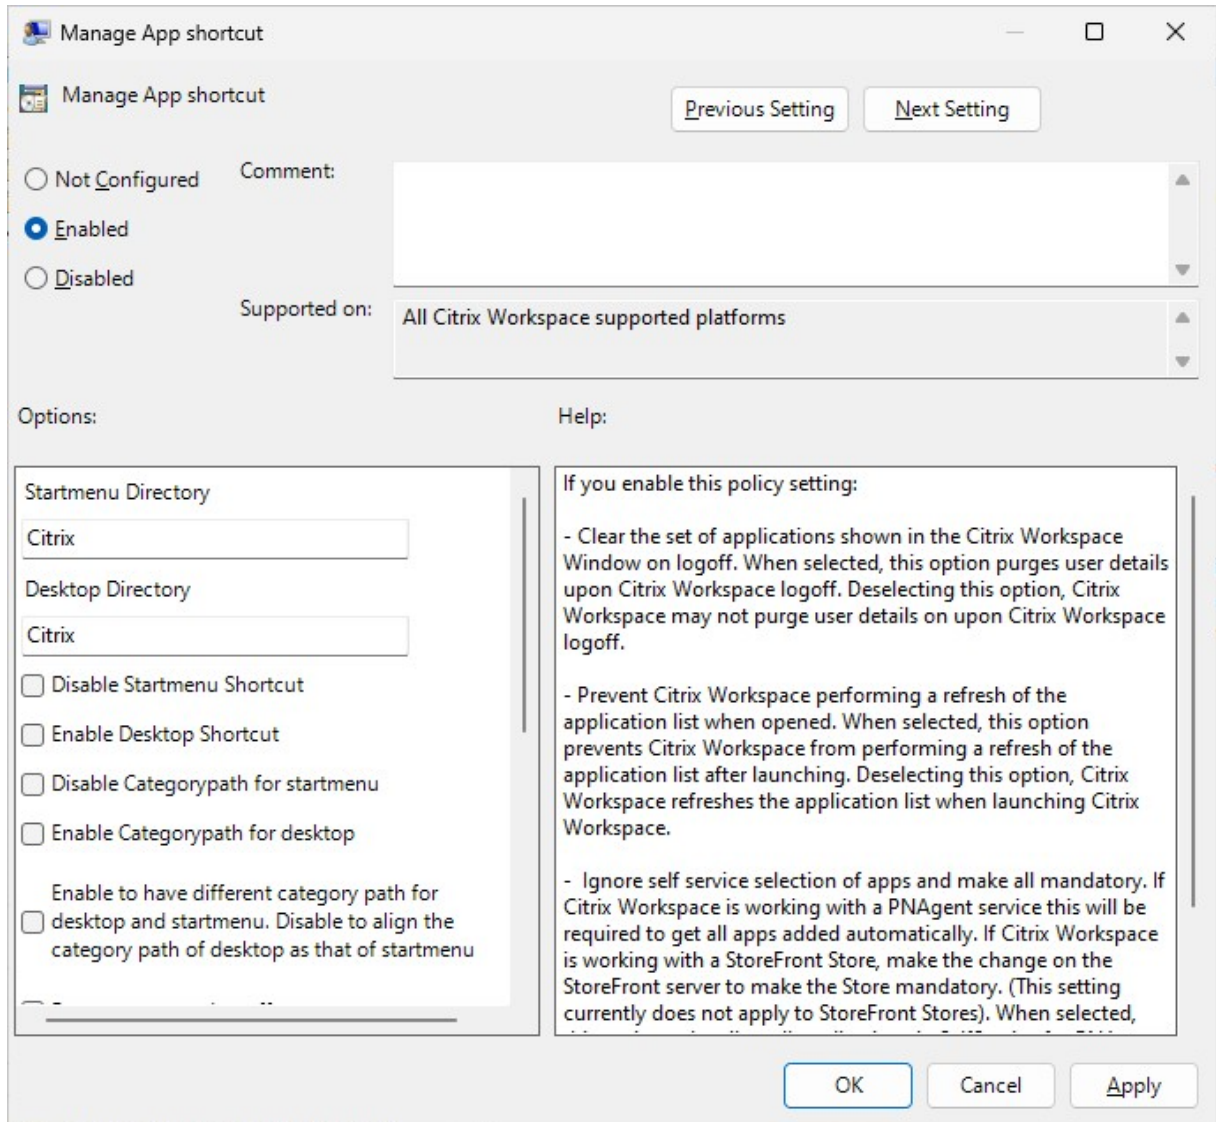 Manage App shortcut
Manage App shortcut
Previous Setting
Next Setting
Not Configured
Comment:
Enabled
Disabled
Supported on:
All Citrix Workspace supported platforms
Options:
Help:
Startmenu Directory
Citrix
Desktop Directory
Citrix
Disable Startmenu Shortcut
Enable Desktop Shortcut
Disable Categorypath for startmenu
Enable Categorypath for desktop
Enable to have different category path for
desktop and startmenu. Disable to align the
category path of desktop as that of startmenu
If you enable this policy setting:
- Clear the set of applications shown in the Citrix Workspace
Window on logoff. When selected, this option purges user details
upon Citrix Workspace logoff. Deselecting this option, Citrix
Workspace may not purge user details on upon Citrix Workspace
logoff.
- Prevent Citrix Workspace performing a refresh of the
application list when opened. When selected, this option
prevents Citrix Workspace from performing a refresh of the
application list after launching. Deselecting this option, Citrix
Workspace refreshes the application list when launching Citrix
Workspace.
- Ignore self service selection of apps and make all mandatory. If
Citrix Workspace is working with a PNAgent service this will be
required to get all apps added automatically. If Citrix Workspace
is working with a StoreFront Store, make the change on the
StoreFront server to make the Store mandatory. (This setting
currently does not apply to StoreFront Stores). When selected,
OK
Cancel
Apply